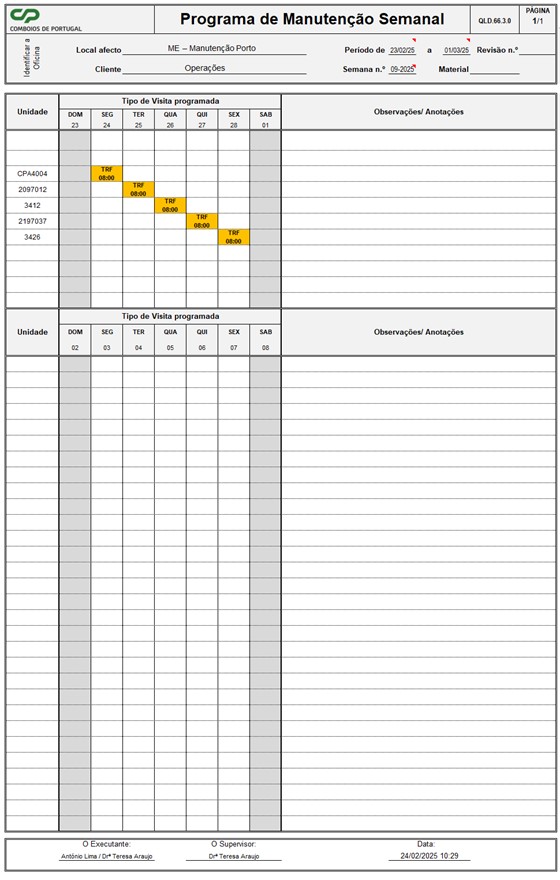 CP
COMBOIOS DE PORTUGAL
Programa de Manutenção Semanal
QLD.66.3.0
PÁGINA
1/1
Identificar a
Oficina
Local afecto ME – Manutenção Porto Periodo de 23/02/25 a 01/03/25 Revisão n.º
Cliente Operações Semana n.º 09-2025 Material
Unidade Tipo de Visita programada Observações/ Anotações
DOM SEG TER QUA QUI SEX SAB
23 24 25 26 27 28 01
CPA4004 TRF 08:00
2097012 TRF 08:00
3412 TRF 08:00
2197037 TRF 08:00
3426 TRF 08:00
Unidade Tipo de Visita programada Observações/ Anotações
DOM SEG TER QUA QUI SEX SAB
02 03 04 05 06 07 08
O Executante: O Supervisor: Data:
António Lima / Drª Teresa Araujo Drª Teresa Araujo 24/02/2025 10:29